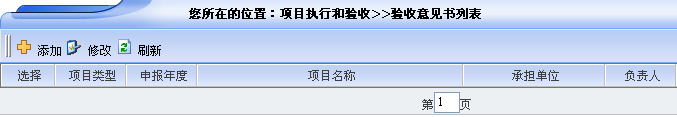 您所在的位置：项目执行和验收>>验收意见书列表
添加 修改 刷新
选择 项目类型 申报年度 项目名称 承担单位 负责人
第1页